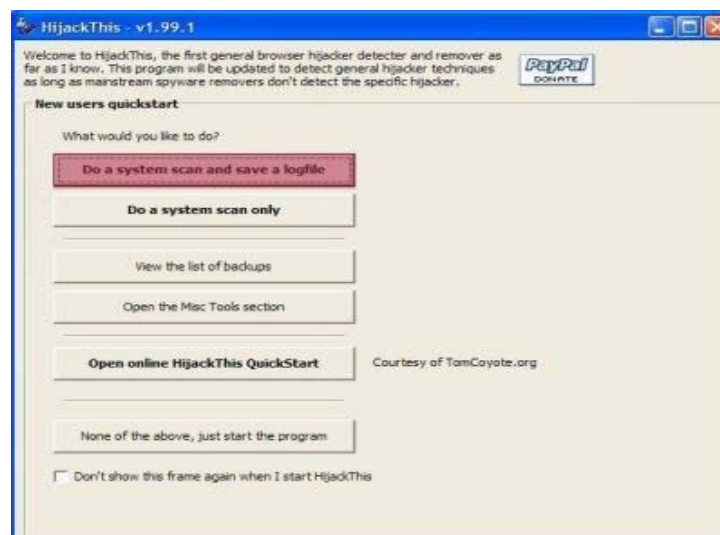 HijackThis - v1.99.1
Welcome to HijackThis, the first general browser hijacker detecter and remover as
far as I know. This program will be updated to detect general hijacker techniques
as long as mainstream spyware removers don't detect the specific hijacker.
PayPal
DONATE
New users quickstart
What would you like to do?
Do a system scan and save a logfile
Do a system scan only
View the list of backups
Open the Misc Tools section
Open online HijackThis QuickStart
Courtesy of TomCoyote.org
None of the above, just start the program
Don't show this frame again when I start HijackThis